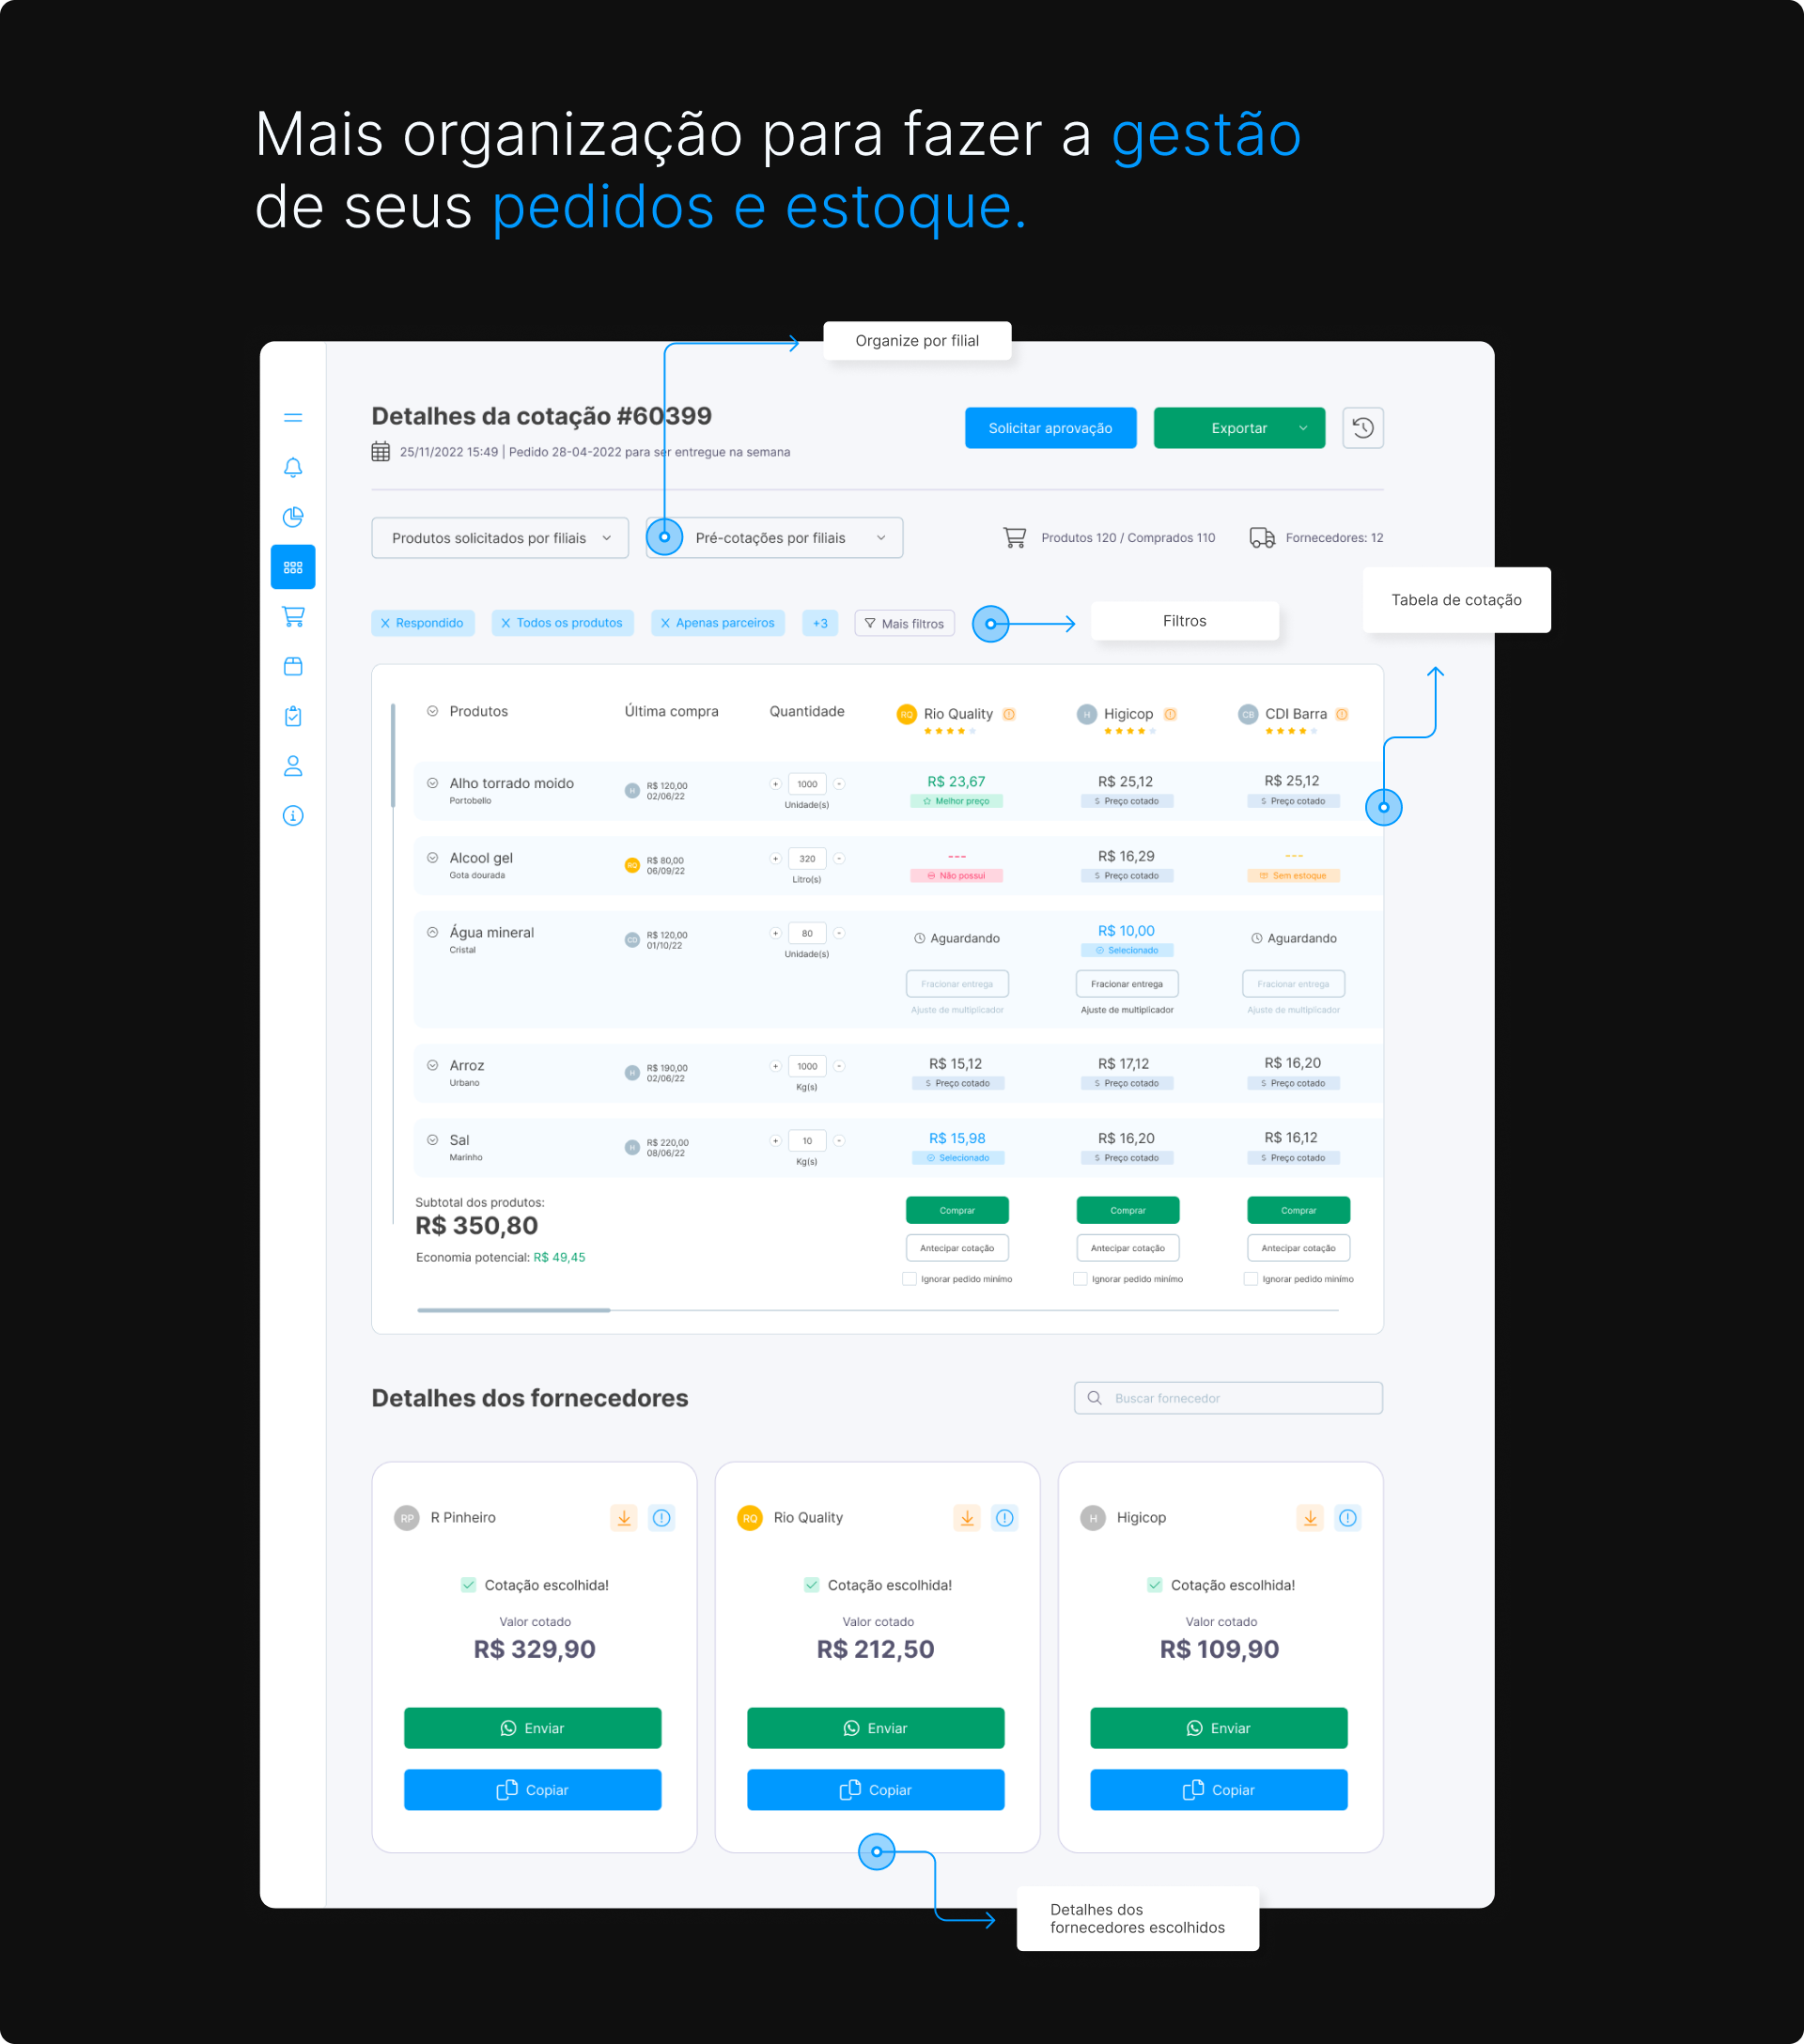 Mais organização para fazer a gestão
de seus pedidos e estoque.
Organize por filial
Detalhes da cotação #60399
25/11/2022 15:49 | Pedido 28-04-2022 para ser entregue na semana
Solicitar aprovação
Exportar
Produtos solicitados por filiais
Pré-cotações por filiais
Produtos 120 / Comprados 110
Fornecedores: 12
Tabela de cotação
X Respondido
X Todos os produtos
X Apenas parceiros
+3
Mais filtros
Filtros
Produtos
Última compra
Quantidade
RQ Rio Quality
H Higicop
CB CDI Barra
Alho torrado moido
Portobello
H R$ 120,00
02/06/22
+ 1000 -
Unidade(s)
R$ 23,67
Melhor preço
R$ 25,12
$ Preço cotado
R$ 25,12
$ Preço cotado
Alcool gel
Gota dourada
RQ R$ 80,00
06/09/22
+ 320 -
Litro(s)
---
Não possui
R$ 16,29
$ Preço cotado
---
Sem estoque
Água mineral
Cristal
CD R$ 120,00
01/10/22
+ 80 -
Unidade(s)
Aguardando
Fracionar entrega
Ajuste de multiplicador
R$ 10,00
Selecionado
Fracionar entrega
Ajuste de multiplicador
Aguardando
Fracionar entrega
Ajuste de multiplicador
Arroz
Urbano
H R$ 190,00
02/06/22
+ 1000 -
Kg(s)
R$ 15,12
$ Preço cotado
R$ 17,12
$ Preço cotado
R$ 16,20
$ Preço cotado
Sal
Marinho
H R$ 220,00
08/06/22
+ 10 -
Kg(s)
R$ 15,98
Selecionado
R$ 16,20
$ Preço cotado
R$ 16,12
$ Preço cotado
Subtotal dos produtos:
R$ 350,80
Economia potencial: R$ 49,45
Comprar
Antecipar cotação
Ignorar pedido mínimo
Comprar
Antecipar cotação
Ignorar pedido mínimo
Comprar
Antecipar cotação
Ignorar pedido mínimo
Detalhes dos fornecedores
Buscar fornecedor
RP R Pinheiro
Cotação escolhida!
Valor cotado
R$ 329,90
Enviar
Copiar
RQ Rio Quality
Cotação escolhida!
Valor cotado
R$ 212,50
Enviar
Copiar
H Higicop
Cotação escolhida!
Valor cotado
R$ 109,90
Enviar
Copiar
Detalhes dos
fornecedores escolhidos